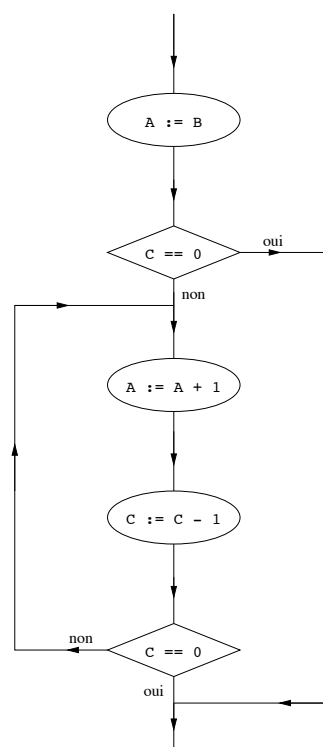 A := B
C == 0
oui
non
A := A + 1
C := C - 1
non
C == 0
oui